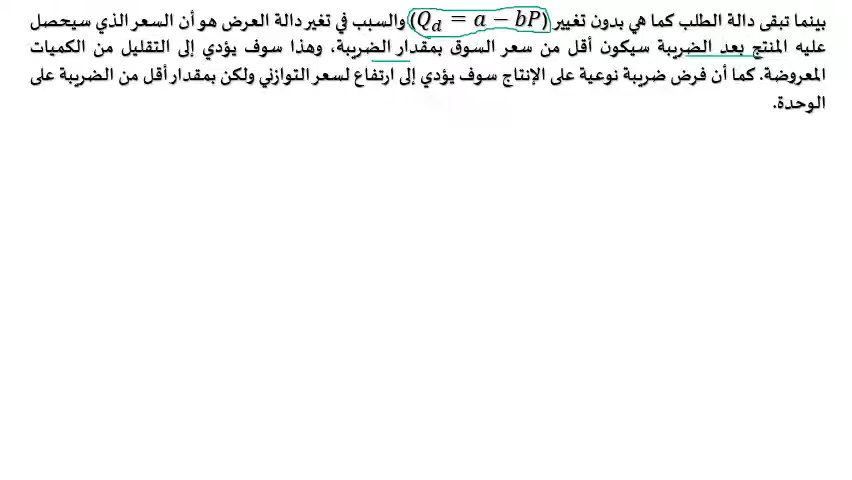 بينما تبقى دالة الطلب كما هي بدون تغيير (Q_d = a − bP) والسبب في تغير دالة العرض هو أن السعر الذي سيحصل
عليه المنتج بعد الضريبة سيكون أقل من سعر السوق بمقدار الضريبة، وهذا سوف يؤدي إلى التقليل من الكميات
المعروضة. كما أن فرض ضريبة نوعية على الإنتاج سوف يؤدي إلى ارتفاع لسعر التوازني ولكن بمقدار أقل من الضريبة على
الوحدة.